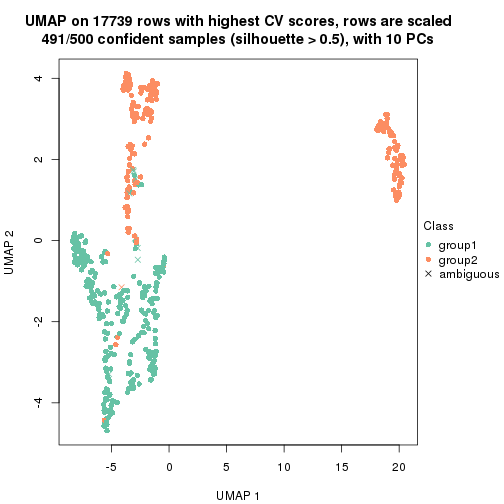 UMAP on 17739 rows with highest CV scores, rows are scaled
491/500 confident samples (silhouette > 0.5), with 10 PCs
4
2
0
-2
-4
UMAP 2
-5
0
5
10
15
20
UMAP 1
Class
group1
group2
ambiguous